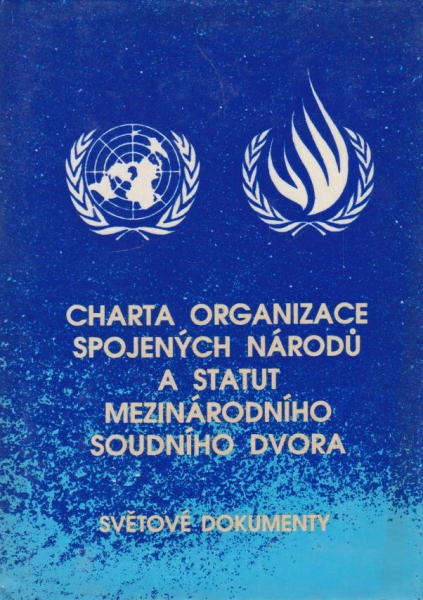 CHARTA ORGANIZACE
SPOJENÝCH NÁRODŮ
A STATUT
MEZINÁRODNÍHO
SOUDNÍHO DVORA
SVĚTOVÉ DOKUMENTY